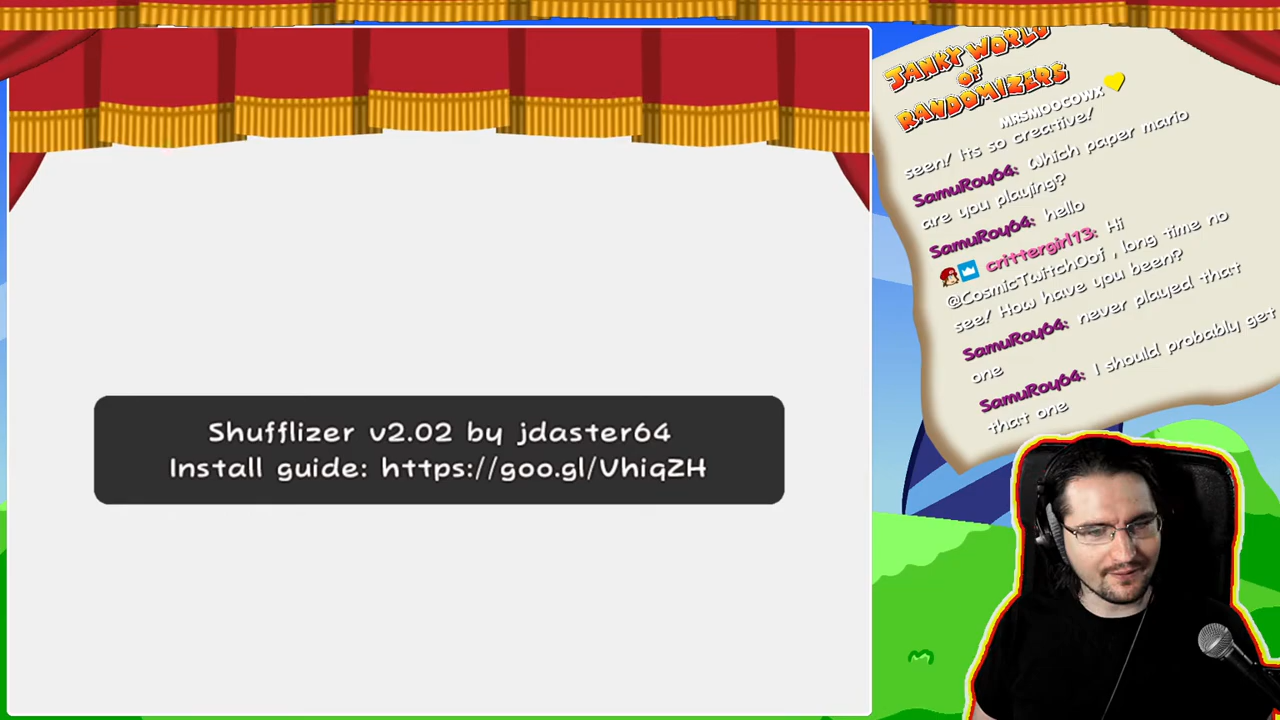 JANKY WORLD
OF
RANDOMIZERS
MRSMOOCOWX
seen! Its so creative!
SamuRoy64: Which paper mario
are you playing?
SamuRoy64: hello
crittergirl13: Hi
@CosmicTwitchOof , long time no
see! How have you been?
SamuRoy64: never played that
one
SamuRoy64: I should probably get
that one
Shufflizer v2.02 by jdaster64
Install guide: https://goo.gl/VhiqZH